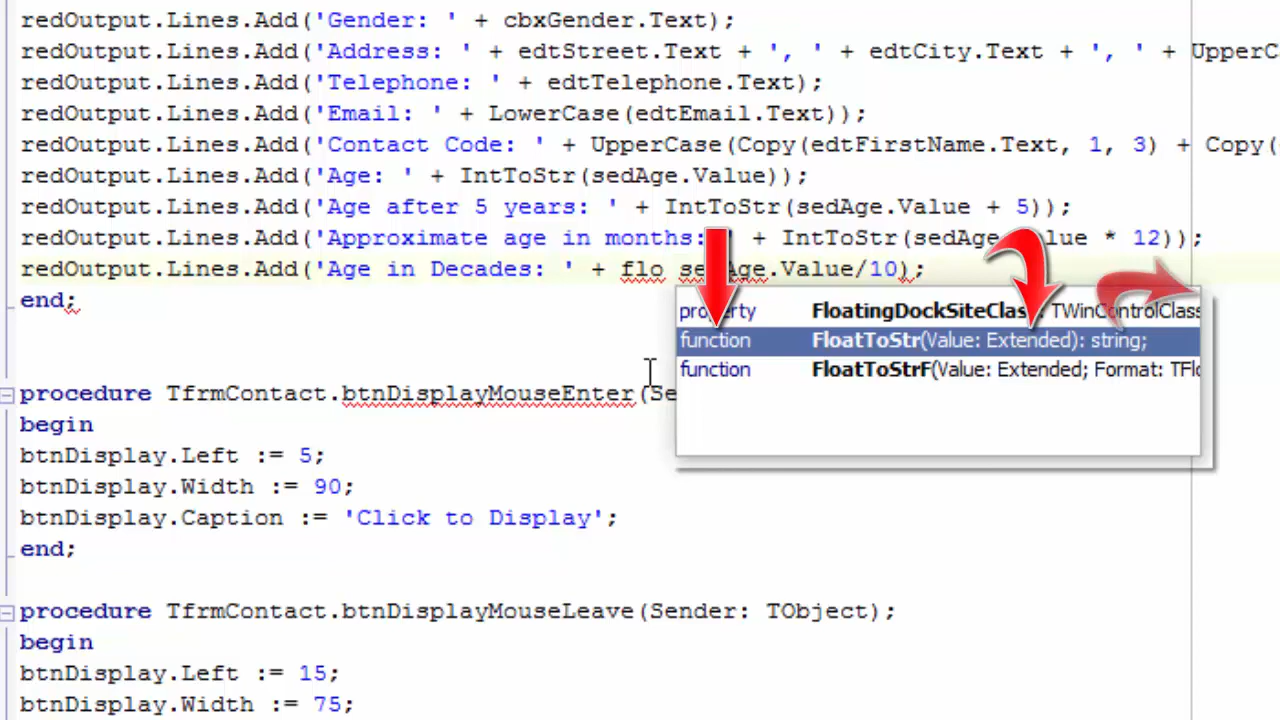 redOutput.Lines.Add('Gender: ' + cbxGender.Text);
redOutput.Lines.Add('Address: ' + edtStreet.Text + ', ' + edtCity.Text + ', ' + UpperC
redOutput.Lines.Add('Telephone: ' + edtTelephone.Text);
redOutput.Lines.Add('Email: ' + LowerCase(edtEmail.Text));
redOutput.Lines.Add('Contact Code: ' + UpperCase(Copy(edtFirstName.Text, 1, 3) + Copy(
redOutput.Lines.Add('Age: ' + IntToStr(sedAge.Value));
redOutput.Lines.Add('Age after 5 years: ' + IntToStr(sedAge.Value + 5));
redOutput.Lines.Add('Approximate age in months: ' + IntToStr(sedAge.Value * 12));
redOutput.Lines.Add('Age in Decades: ' + flo sedAge.Value/10);
end;
property FloatingDockSiteClass: TWinControlClass
function FloatToStr(Value: Extended): string;
function FloatToStrF(Value: Extended; Format: TFlo
procedure TfrmContact.btnDisplayMouseEnter(Se
begin
btnDisplay.Left := 5;
btnDisplay.Width := 90;
btnDisplay.Caption := 'Click to Display';
end;
procedure TfrmContact.btnDisplayMouseLeave(Sender: TObject);
begin
btnDisplay.Left := 15;
btnDisplay.Width := 75;